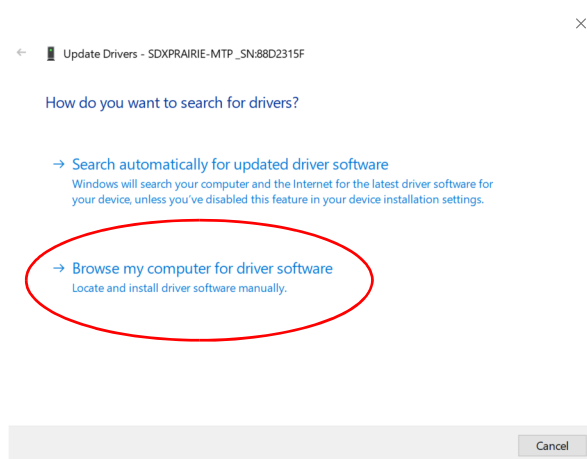 Update Drivers - SDXPRAIRIE-MTP _SN:88D2315F
How do you want to search for drivers?
→ Search automatically for updated driver software
Windows will search your computer and the Internet for the latest driver software for
your device, unless you've disabled this feature in your device installation settings.
→ Browse my computer for driver software
Locate and install driver software manually.
Cancel